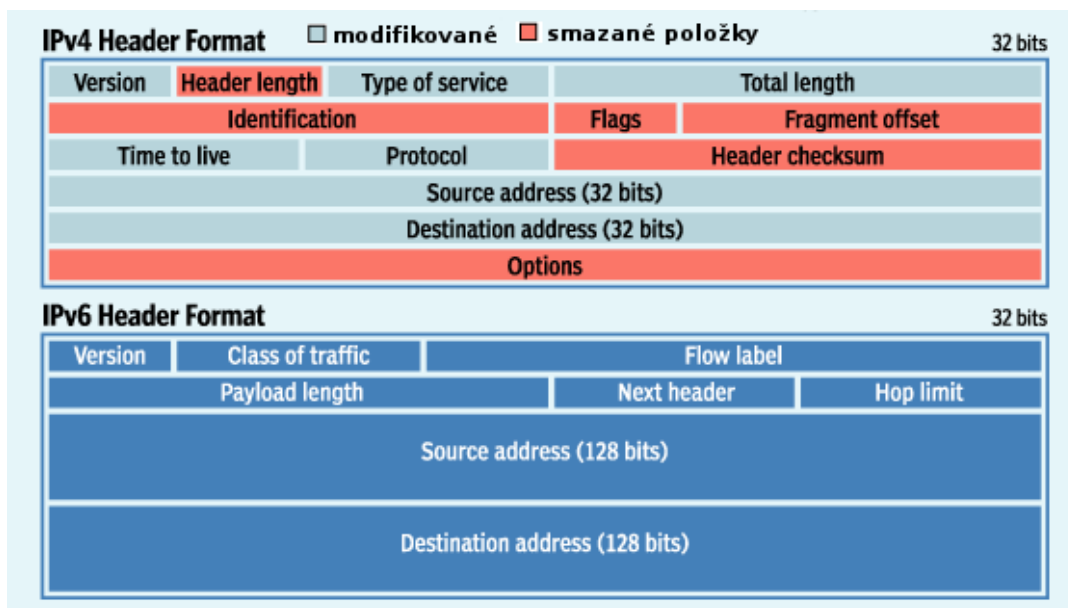 IPv4 Header Format modifikované smazané položky 32 bits
Version Header length Type of service Total length
Identification Flags Fragment offset
Time to live Protocol Header checksum
Source address (32 bits)
Destination address (32 bits)
Options
IPv6 Header Format 32 bits
Version Class of traffic Flow label
Payload length Next header Hop limit
Source address (128 bits)
Destination address (128 bits)